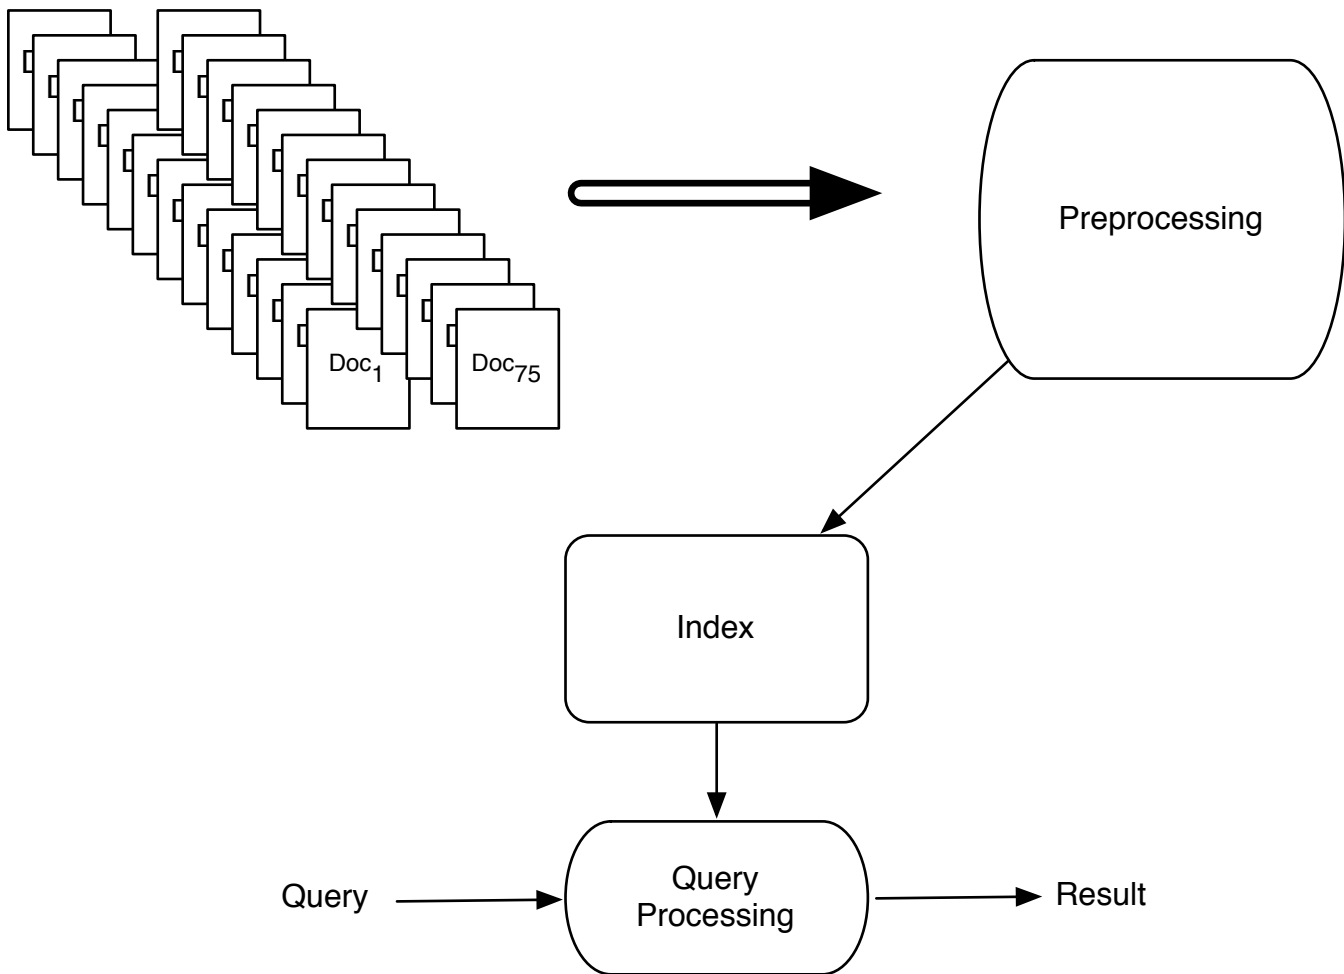 Preprocessing
Doc1
Doc75
Index
Query
Query
Processing
Result